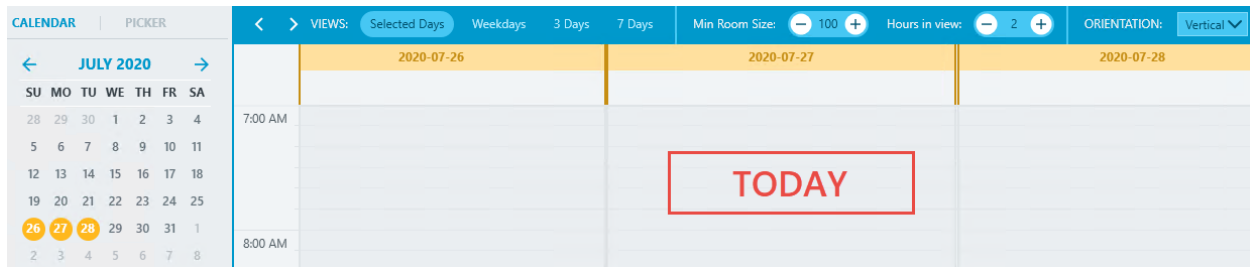 CALENDAR PICKER
VIEWS: Selected Days Weekdays 3 Days 7 Days Min Room Size: 100 Hours in view: 2 ORIENTATION: Vertical
JULY 2020
SU MO TU WE TH FR SA
28 29 30 1 2 3 4
5 6 7 8 9 10 11
12 13 14 15 16 17 18
19 20 21 22 23 24 25
26 27 28 29 30 31 1
2 3 4 5 6 7 8
2020-07-26 2020-07-27 2020-07-28
7:00 AM
TODAY
8:00 AM